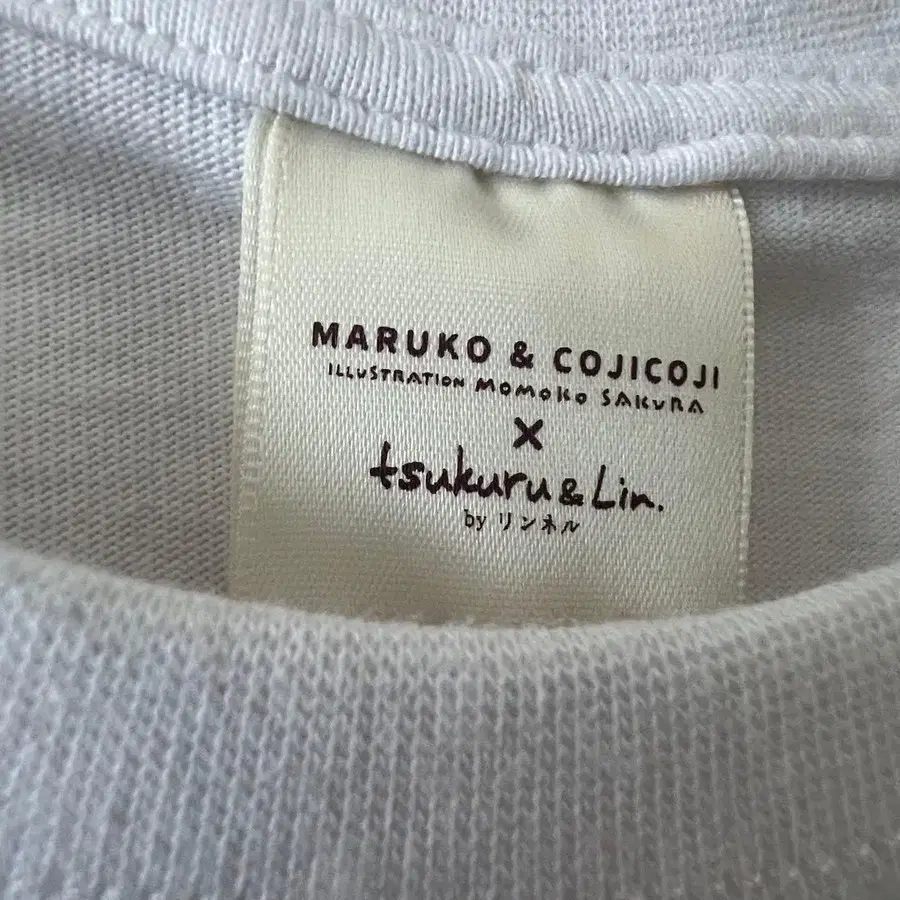 MARUKO & COJICOJI
ILLUSTRATION MOMOKO SAKURA
×
tsukuru & Lin.
by リンネル